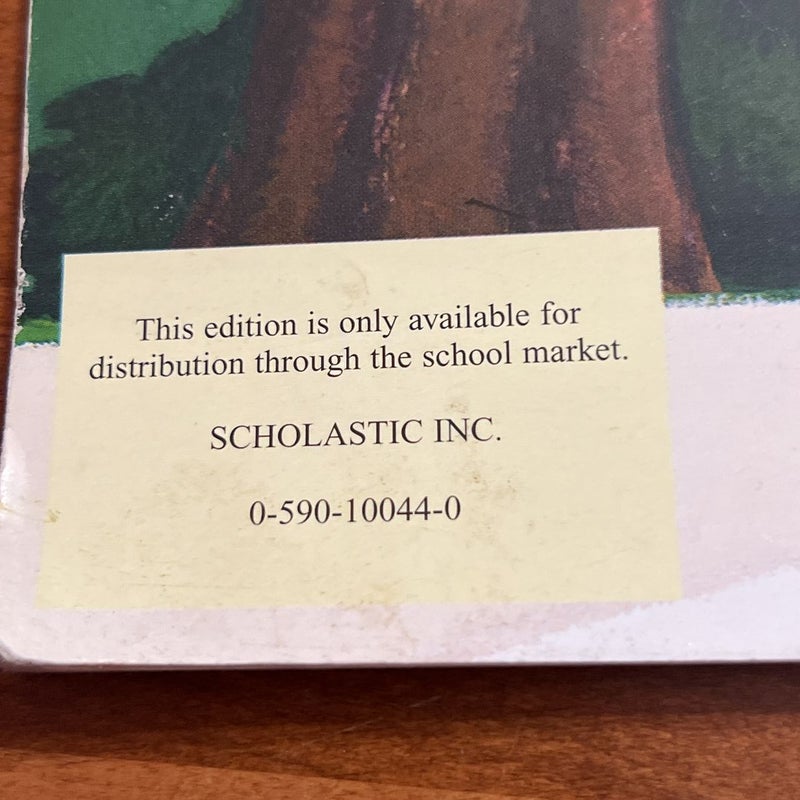 This edition is only available for
distribution through the school market.
SCHOLASTIC INC.
0-590-10044-0